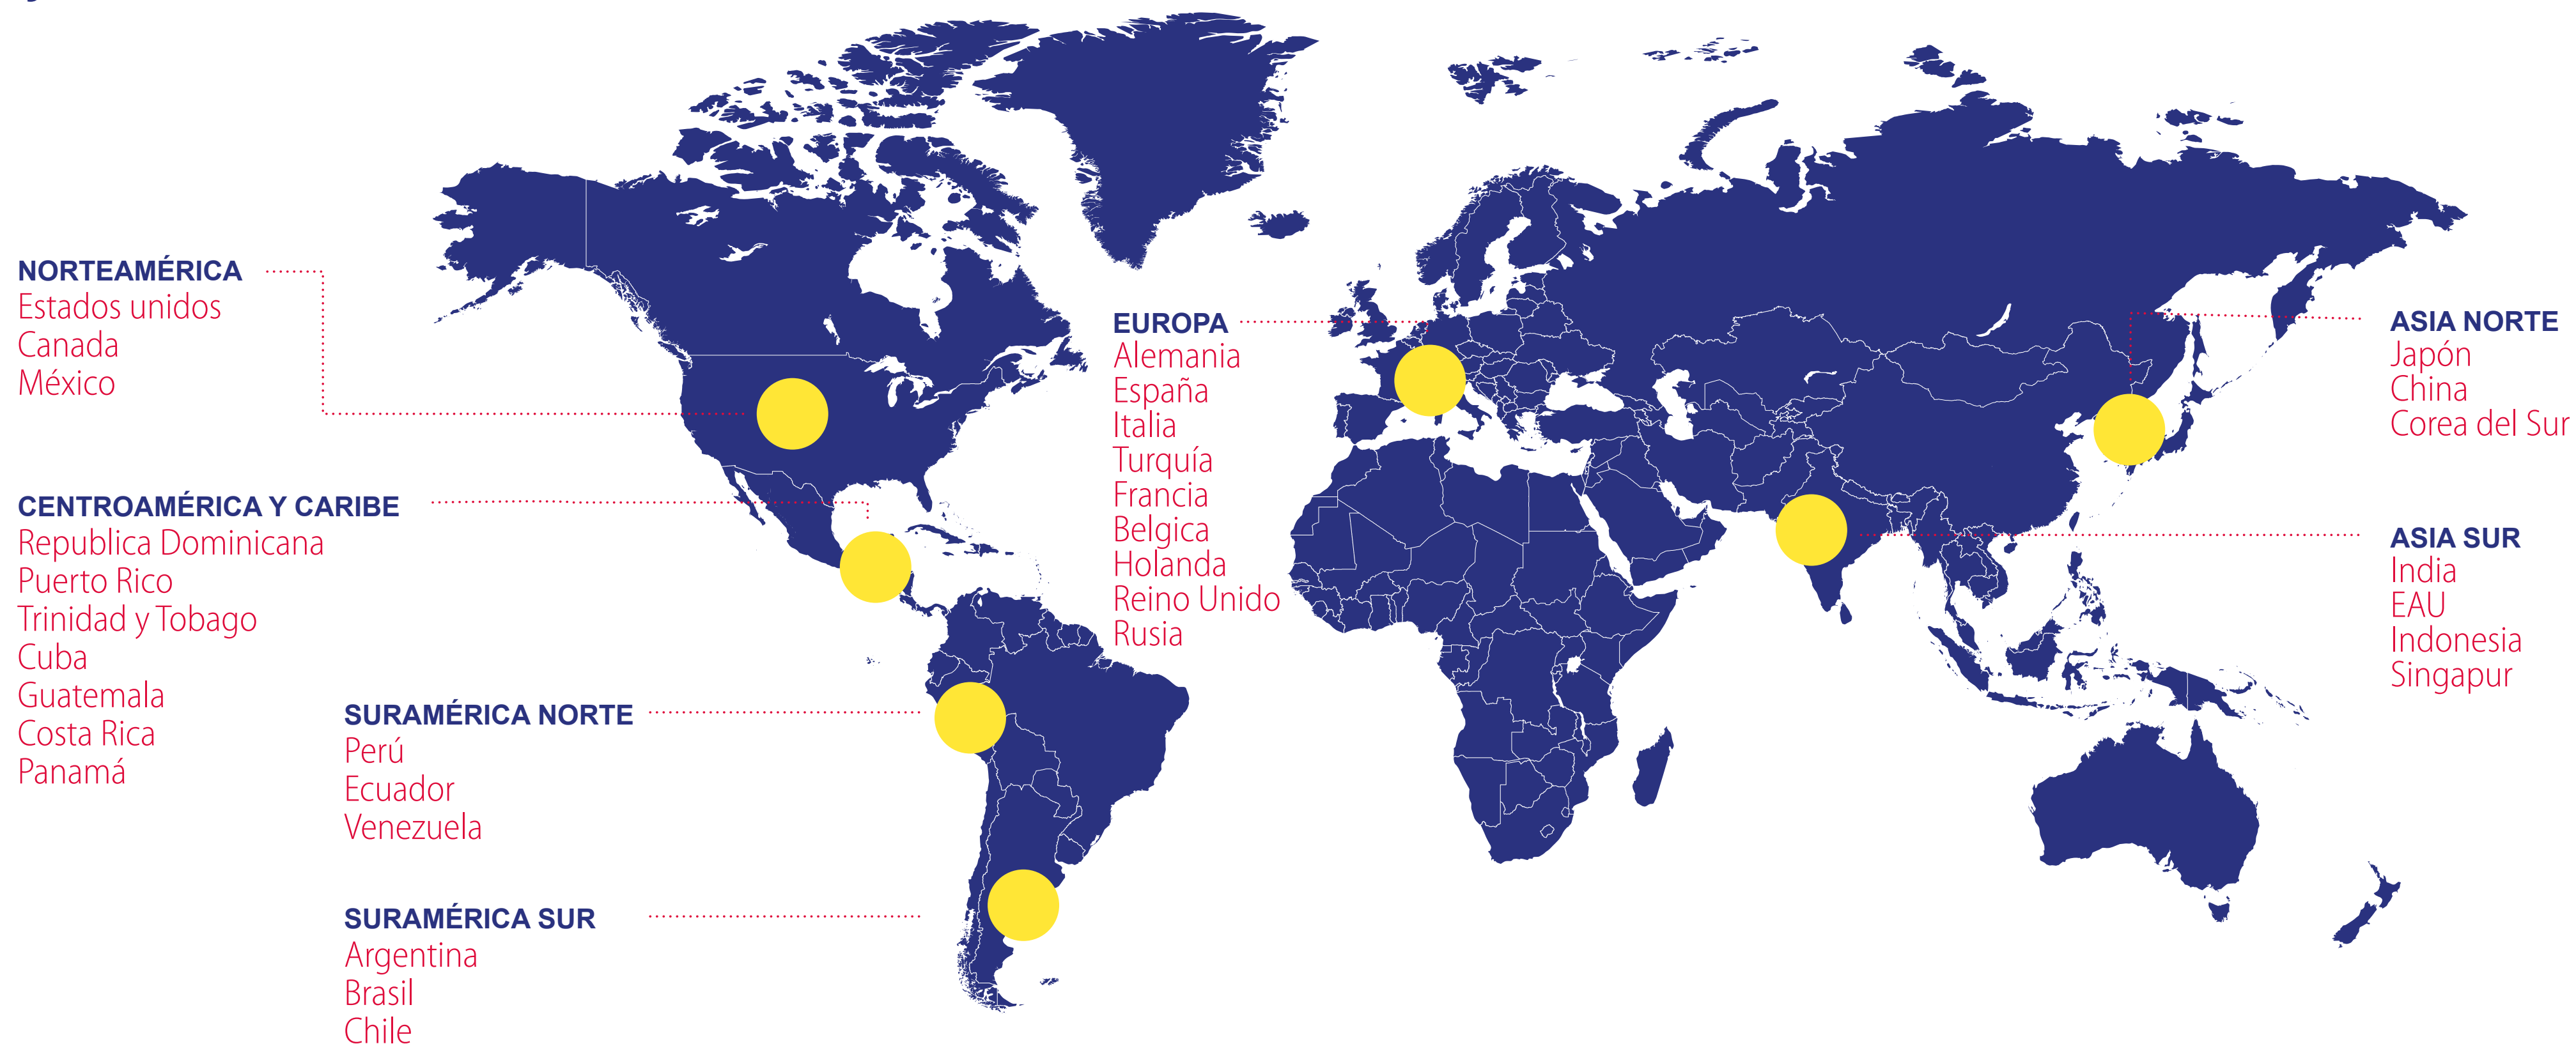 NORTEAMÉRICA
Estados unidos
Canada
México
CENTROAMÉRICA Y CARIBE
Republica Dominicana
Puerto Rico
Trinidad y Tobago
Cuba
Guatemala
Costa Rica
Panamá
SURAMÉRICA NORTE
Perú
Ecuador
Venezuela
SURAMÉRICA SUR
Argentina
Brasil
Chile
EUROPA
Alemania
España
Italia
Turquía
Francia
Belgica
Holanda
Reino Unido
Rusia
ASIA NORTE
Japón
China
Corea del Sur
ASIA SUR
India
EAU
Indonesia
Singapur